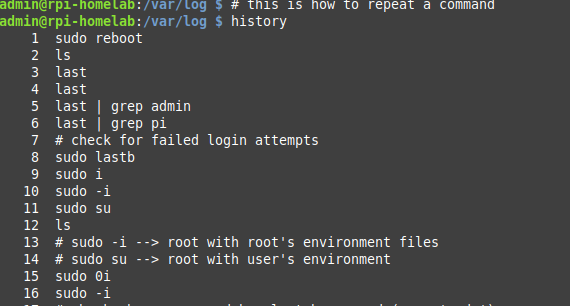 admin@rpi-homelab:/var/log $ # this is how to repeat a command
admin@rpi-homelab:/var/log $ history
1 sudo reboot
2 ls
3 last
4 last
5 last | grep admin
6 last | grep pi
7 # check for failed login attempts
8 sudo lastb
9 sudo i
10 sudo -i
11 sudo su
12 ls
13 # sudo -i --> root with root's environment files
14 # sudo su --> root with user's environment
15 sudo 0i
16 sudo -i